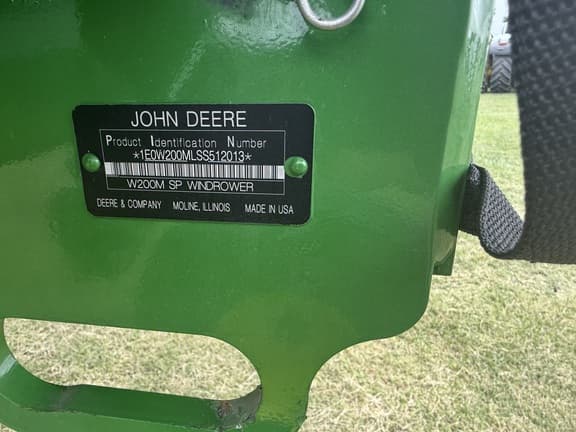 JOHN DEERE
Product Identification Number
*1E0W200MLSS512013*
W200M SP WINDROWER
DEERE & COMPANY MOLINE, ILLINOIS MADE IN USA